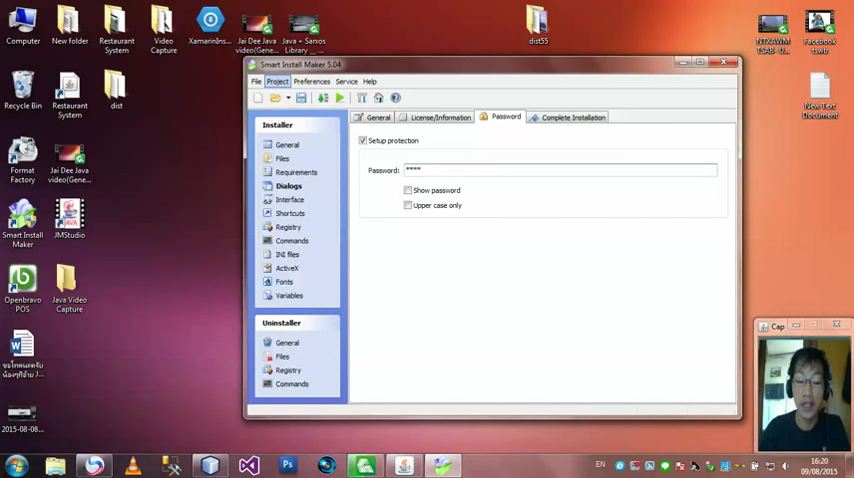 Computer
New folder
Restaurant
System
Video
Capture
XamarinIns...
Jai Dee Java
video(Gene...
Java + Sanxos
Library __...
dist55
NTXAWM
TSAB - U...
Facebook
tswb
Recycle Bin
Restaurant
System
dist
New Text
Document
Format
Factory
Jai Dee Java
video(Gene...
Smart Install
Maker
JMStudio
Openbravo
POS
Java Video
Capture
2015-08-08...
Smart Install Maker 5.04
File Project Preferences Service Help
General License/Information Password Complete Installation
Installer
General
Files
Requirements
Dialogs
Interface
Shortcuts
Registry
Commands
INI files
ActiveX
Fonts
Variables
Uninstaller
General
Files
Registry
Commands
Setup protection
Password: ****
Show password
Upper case only
Cap
EN
16:20
09/08/2015